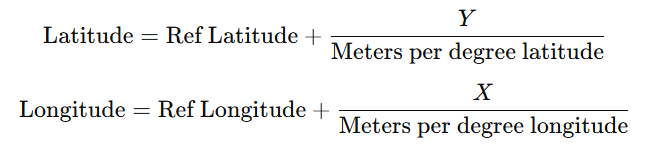 Latitude = Ref Latitude + Y / Meters per degree latitude
Longitude = Ref Longitude + X / Meters per degree longitude